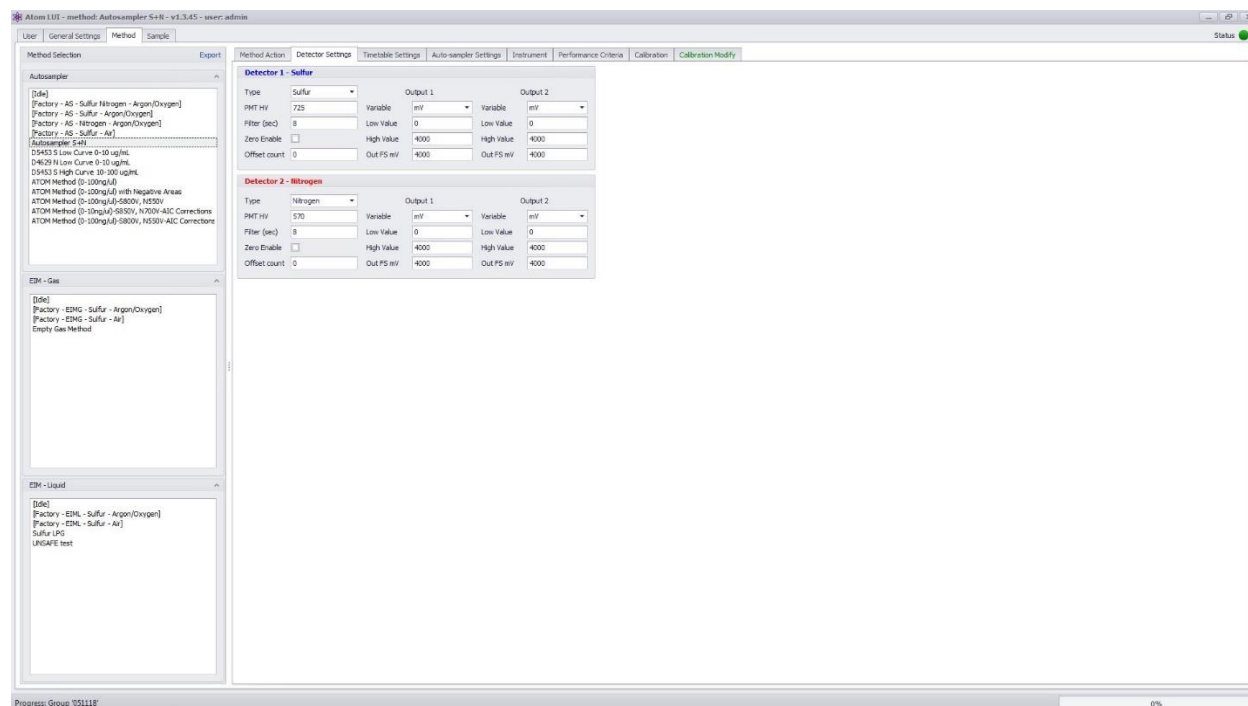 Atom LUI - method: Autosampler S+N - v1.3.45 - user: admin
User General Settings Method Sample Status
Method Selection Export
Autosampler
[Idle]
[Factory - AS - Sulfur Nitrogen - Argon/Oxygen]
[Factory - AS - Sulfur - Argon/Oxygen]
[Factory - AS - Nitrogen - Argon/Oxygen]
[Factory - AS - Sulfur - Air]
Autosampler S+N
D5453 S Low Curve 0-10 ug/mL
D4629 N Low Curve 0-10 ug/mL
D5453 S High Curve 10-100 ug/mL
ATOM Method (0-100ng/ul)
ATOM Method (0-100ng/ul) with Negative Areas
ATOM Method (0-100ng/ul)-S800V, N550V
ATOM Method (0-10ng/ul)-S850V, N700V-AIC Corrections
ATOM Method (0-100ng/ul)-S800V, N550V-AIC Corrections
EIM - Gas
[Idle]
[Factory - EIMG - Sulfur - Argon/Oxygen]
[Factory - EIMG - Sulfur - Air]
Empty Gas Method
EIM - Liquid
[Idle]
[Factory - EIML - Sulfur - Argon/Oxygen]
[Factory - EIML - Sulfur - Air]
Sulfur LPG
UNSAFE test
Method Action Detector Settings Timetable Settings Auto-sampler Settings Instrument Performance Criteria Calibration Calibration Modify
Detector 1 - Sulfur
Type Sulfur Output 1 Output 2
PMT HV 725 Variable mV Variable mV
Filter (sec) 8 Low Value 0 Low Value 0
Zero Enable High Value 4000 High Value 4000
Offset count 0 Out FS mV 4000 Out FS mV 4000
Detector 2 - Nitrogen
Type Nitrogen Output 1 Output 2
PMT HV 570 Variable mV Variable mV
Filter (sec) 8 Low Value 0 Low Value 0
Zero Enable High Value 4000 High Value 4000
Offset count 0 Out FS mV 4000 Out FS mV 4000
Progress: Group '051118' 0%